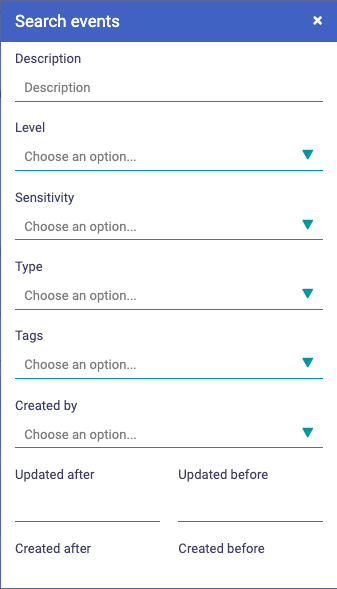 Search events ×
Description
Description
Level
Choose an option...
Sensitivity
Choose an option...
Type
Choose an option...
Tags
Choose an option...
Created by
Choose an option...
Updated after Updated before
Created after Created before